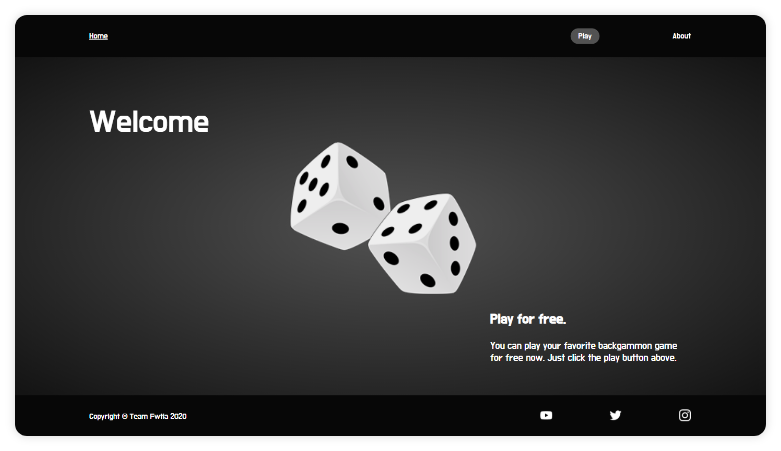 Home
Play
About
Welcome
Play for free.
You can play your favorite backgammon game
for free now. Just click the play button above.
Copyright @ Team Fwtia 2020